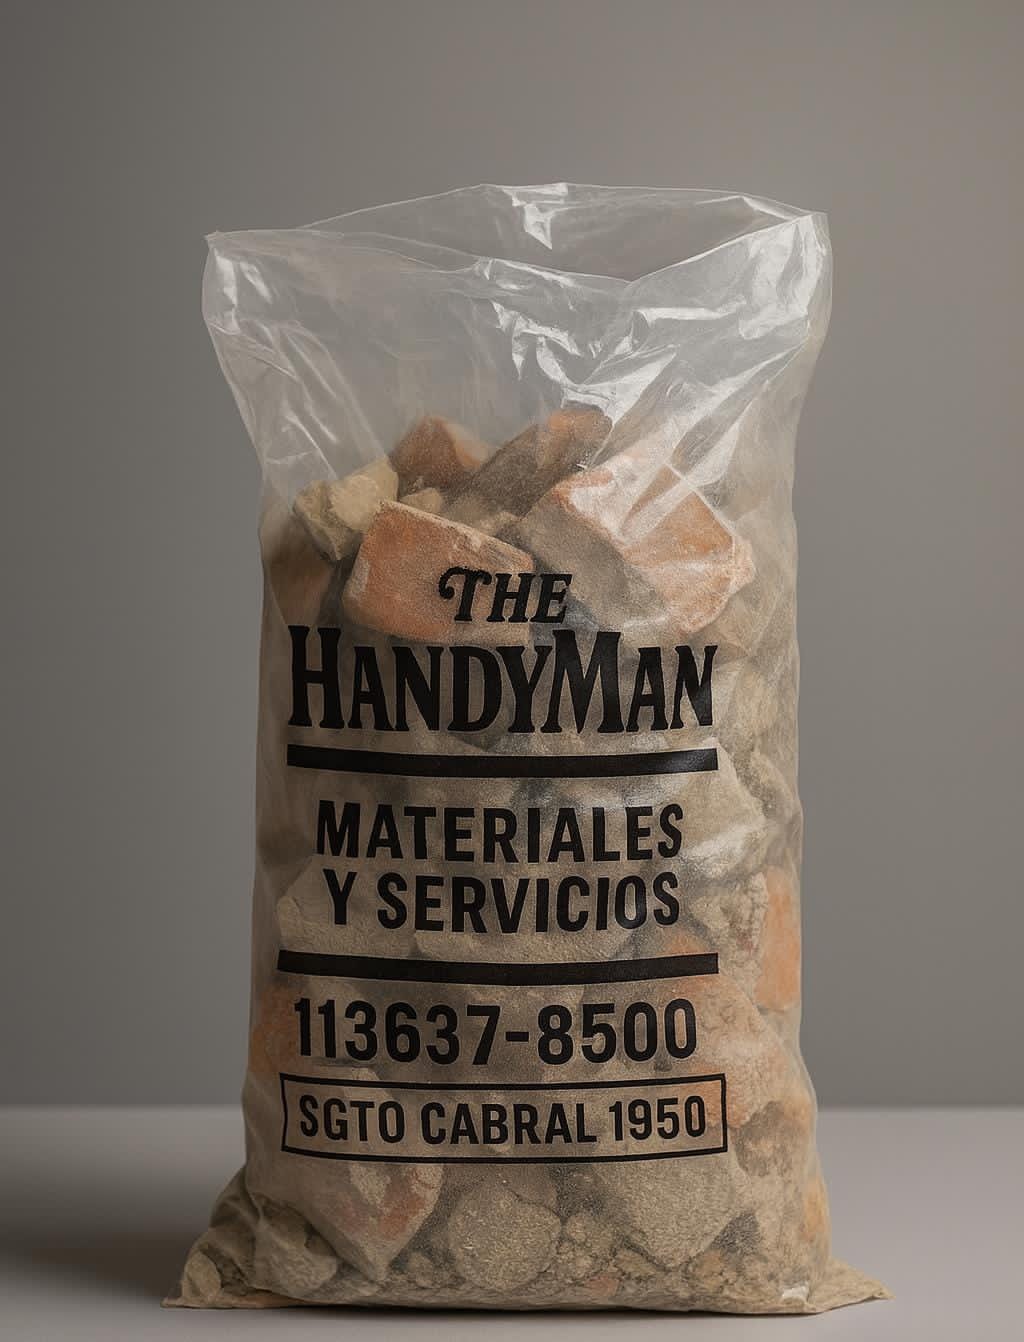 THE
HANDYMAN
MATERIALES
Y SERVICIOS
113637-8500
SGTO CABRAL 1950